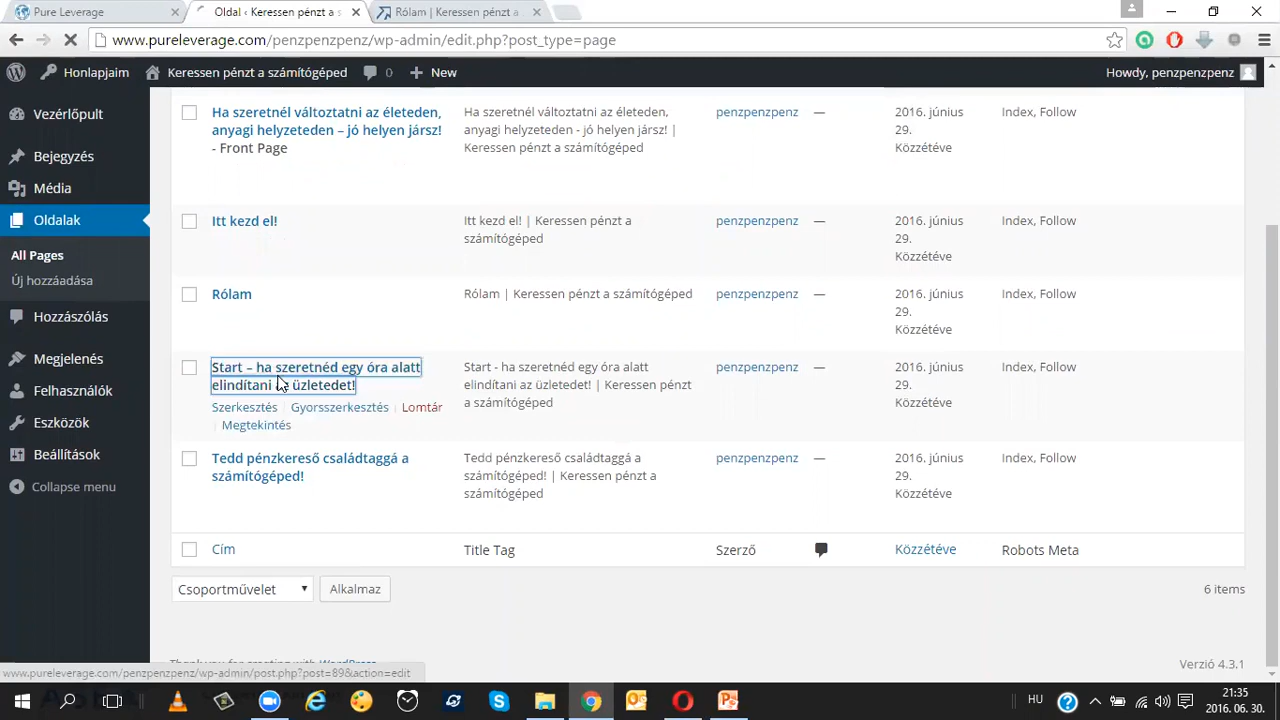 Pure Leverage
Oldal ‹ Keressen pénzt a s
Rólam | Keressen pénzt a
www.pureleverage.com/penzpenzpenz/wp-admin/edit.php?post_type=page
Honlapjaim
Keressen pénzt a számítógéped
0
New
Howdy, penzpenzpenz
Vezérlőpult
Bejegyzés
Média
Oldalak
All Pages
Új hozzáadása
Hozzászólás
Megjelenés
Felhasználók
Eszközök
Beállítások
Collapse menu
Ha szeretnél változtatni az életeden,
anyagi helyzeteden – jó helyen jársz!
- Front Page
Ha szeretnél változtatni az életeden,
anyagi helyzeteden - jó helyen jársz! |
Keressen pénzt a számítógéped
penzpenzpenz
—
2016. június
29.
Közzétéve
Index, Follow
Itt kezd el!
Itt kezd el! | Keressen pénzt a
számítógéped
penzpenzpenz
—
2016. június
29.
Közzétéve
Index, Follow
Rólam
Rólam | Keressen pénzt a számítógéped
penzpenzpenz
—
2016. június
29.
Közzétéve
Index, Follow
Start – ha szeretnéd egy óra alatt
elindítani az üzletedet!
Szerkesztés | Gyorsszerkesztés | Lomtár
| Megtekintés
Start - ha szeretnéd egy óra alatt
elindítani az üzletedet! | Keressen pénzt
a számítógéped
penzpenzpenz
—
2016. június
29.
Közzétéve
Index, Follow
Tedd pénzkereső családtaggá a
számítógéped!
Tedd pénzkereső családtaggá a
számítógéped! | Keressen pénzt a
számítógéped
penzpenzpenz
—
2016. június
29.
Közzétéve
Index, Follow
Cím
Title Tag
Szerző
Közzétéve
Robots Meta
Csoportművelet
Alkalmaz
6 items
Thank you for creating with WordPress
Verzió 4.3.1
www.pureleverage.com/penzpenzpenz/wp-admin/post.php?post=89&action=edit
HU
21:35
2016. 06. 30.